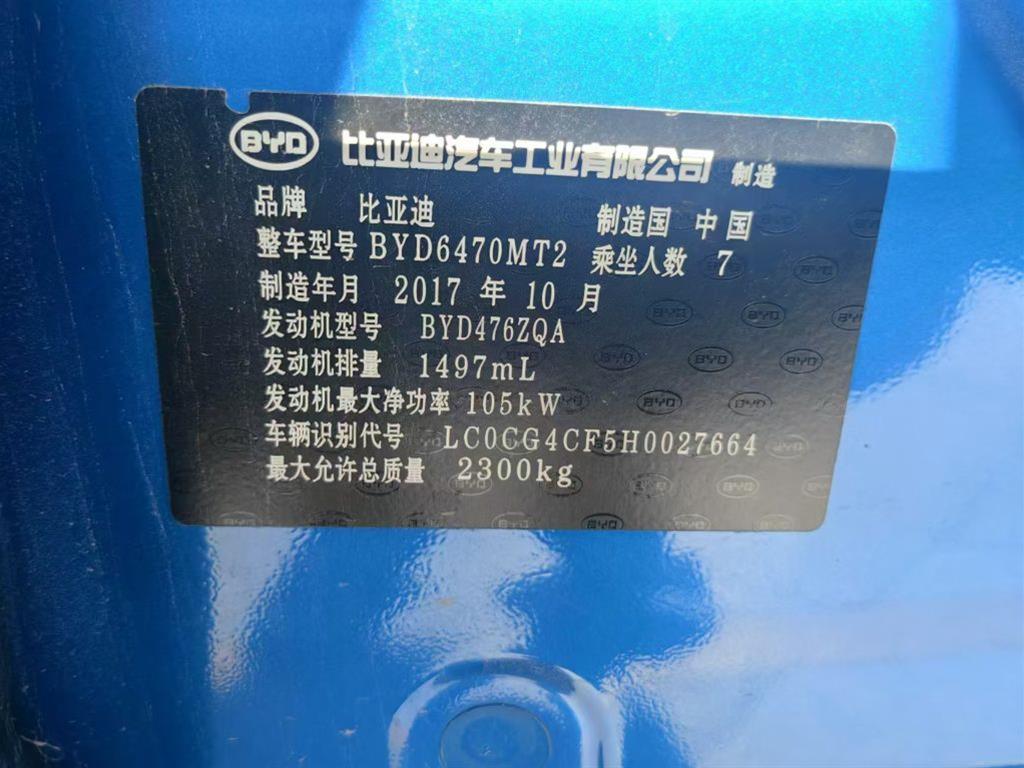 BYD 比亚迪汽车工业有限公司 制造
品牌 比亚迪 制造国 中国
整车型号 BYD6470MT2 乘坐人数 7
制造年月 2017 年 10 月
发动机型号 BYD476ZQA
发动机排量 1497mL
发动机最大净功率 105kW
车辆识别代号 LC0CG4CF5H0027664
最大允许总质量 2300kg